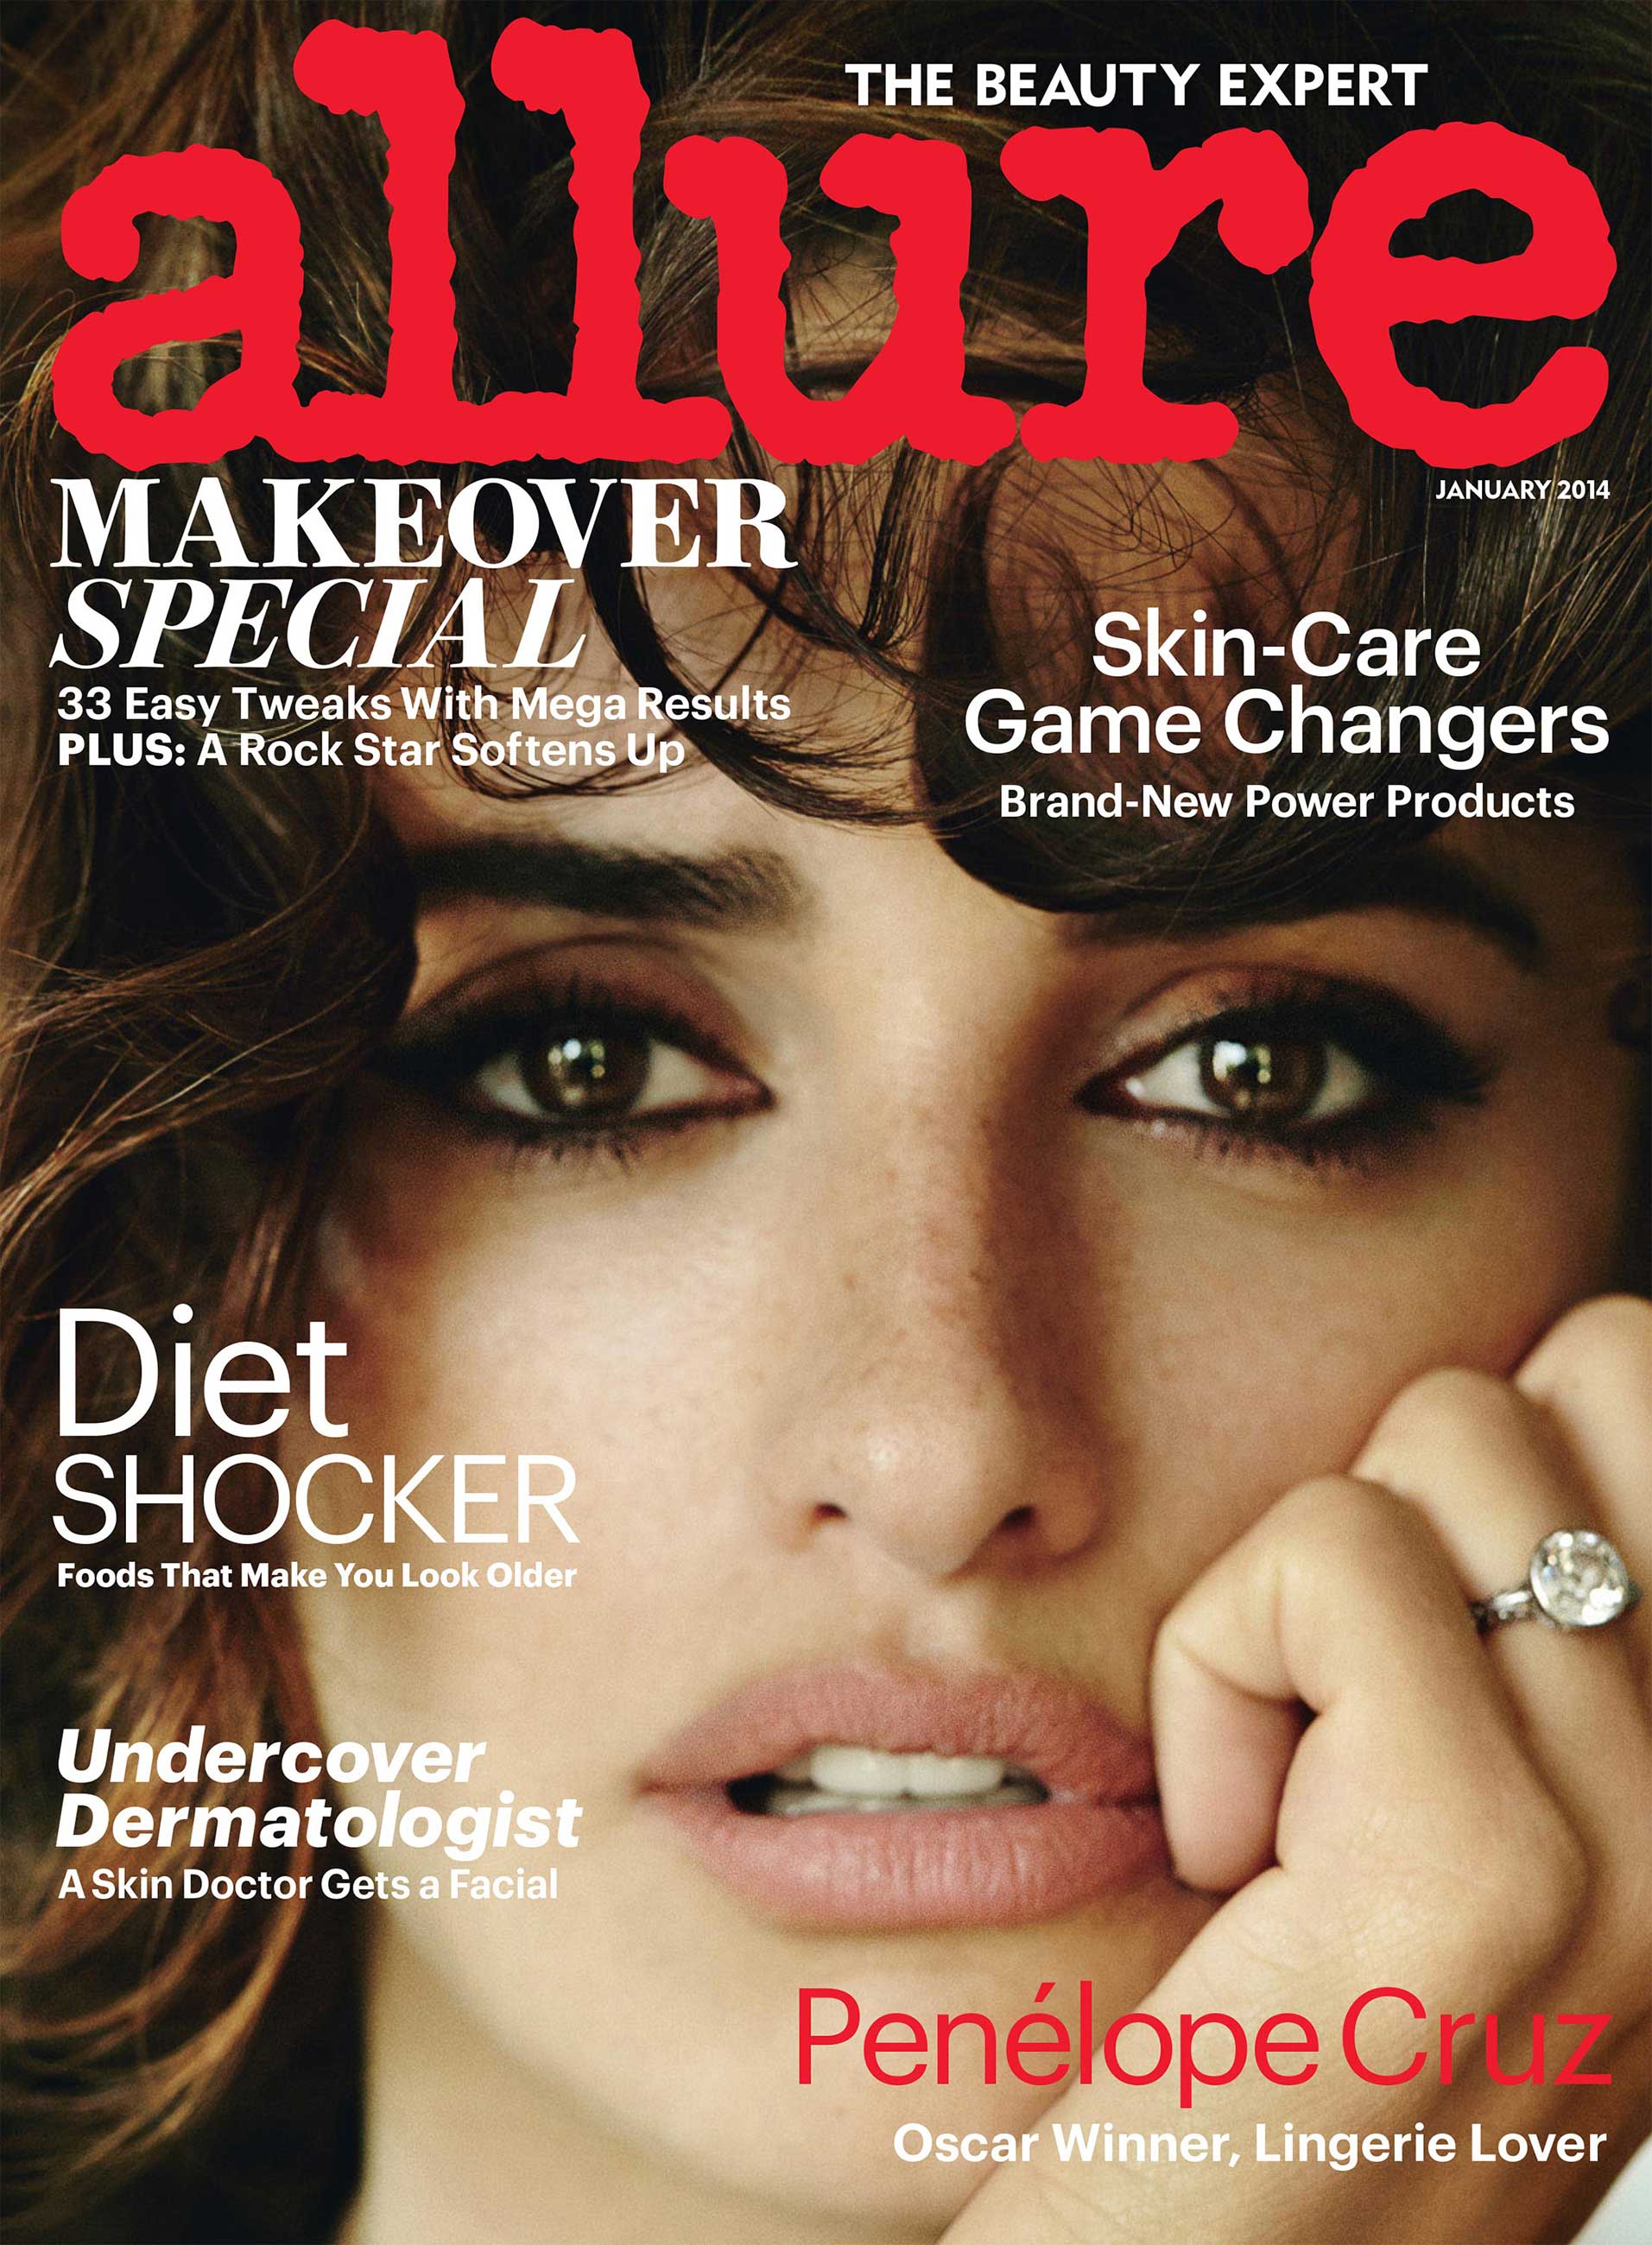 THE BEAUTY EXPERT
allure
JANUARY 2014
MAKEOVER
SPECIAL
33 Easy Tweaks With Mega Results
PLUS: A Rock Star Softens Up
Skin-Care
Game Changers
Brand-New Power Products
Diet
SHOCKER
Foods That Make You Look Older
Undercover
Dermatologist
A Skin Doctor Gets a Facial
Penélope Cruz
Oscar Winner, Lingerie Lover